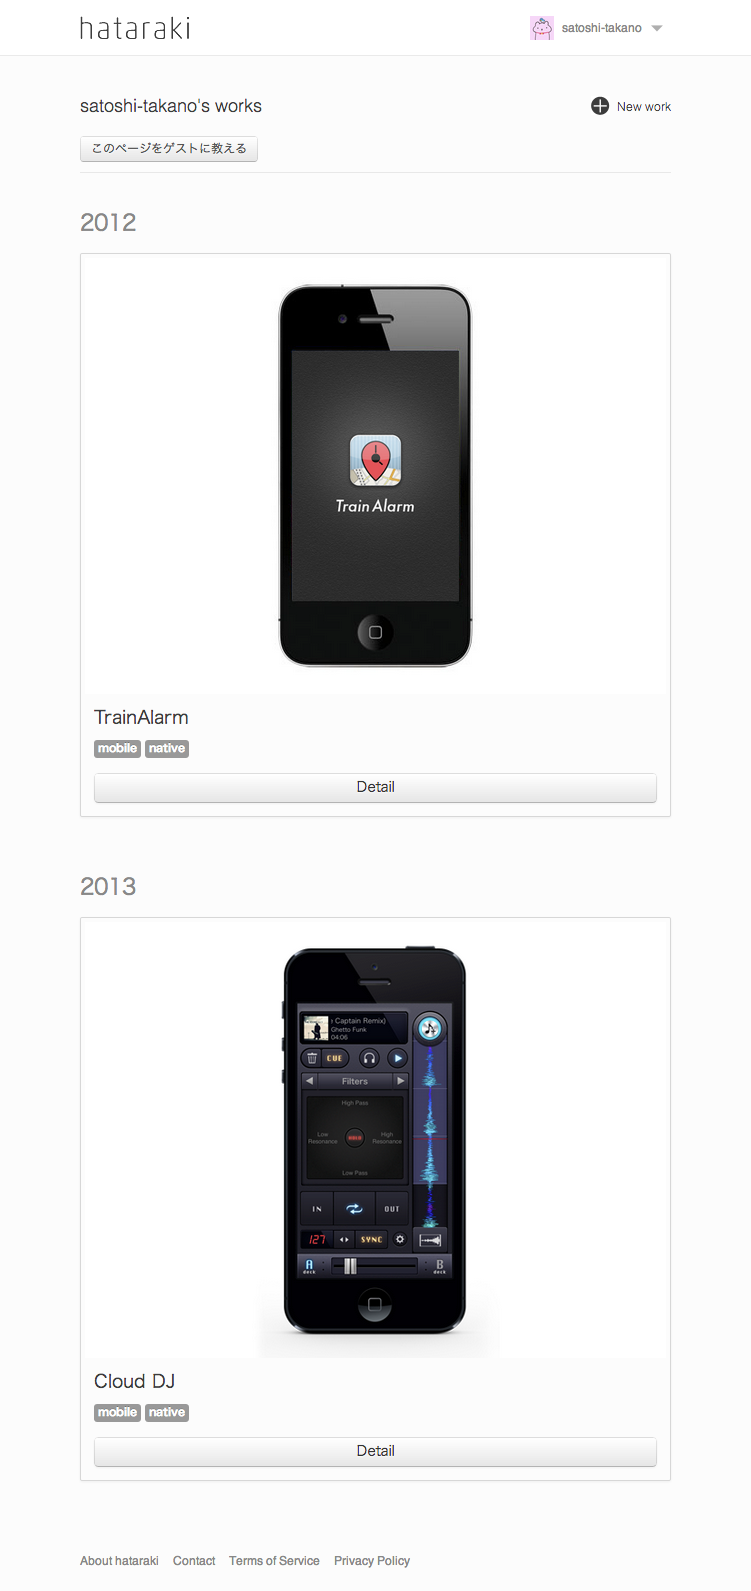 hataraki
satoshi-takano
satoshi-takano's works
New work
このページをゲストに教える
2012
Train Alarm
TrainAlarm
mobile native
Detail
2013
Captain Remix)
Ghetto Funk
04:06
CUE
Filters
High Pass
Low Resonance
High Resonance
HOLD
Low Pass
IN
OUT
127
SYNC
A
deck
B
deck
Cloud DJ
mobile native
Detail
About hataraki Contact Terms of Service Privacy Policy